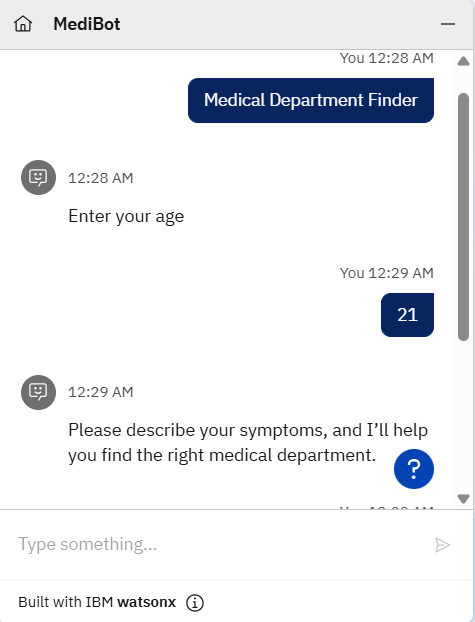 MediBot
You 12:28 AM
Medical Department Finder
12:28 AM
Enter your age
You 12:29 AM
21
12:29 AM
Please describe your symptoms, and I’ll help
you find the right medical department.
?
Type something...
Built with IBM watsonx